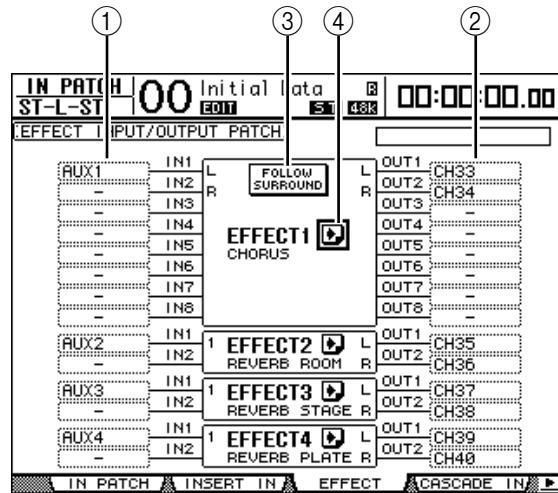 ① ③ ④ ②
IN PATCH
ST-L-ST
00
Initial Data
EDIT
48K
00:00:00.00
EFFECT INPUT/OUTPUT PATCH
AUX1 IN1 L FOLLOW SURROUND L OUT1 CH33
- IN2 R R OUT2 CH34
- IN3 OUT3 -
- IN4 EFFECT1 OUT4 -
- IN5 CHORUS OUT5 -
- IN6 OUT6 -
- IN7 OUT7 -
- IN8 OUT8 -
AUX2 IN1 1 EFFECT2 L OUT1 CH35
- IN2 REVERB ROOM R OUT2 CH36
AUX3 IN1 1 EFFECT3 L OUT1 CH37
- IN2 REVERB STAGE R OUT2 CH38
AUX4 IN1 1 EFFECT4 L OUT1 CH39
- IN2 REVERB PLATE R OUT2 CH40
IN PATCH INSERT IN EFFECT CASCADE IN